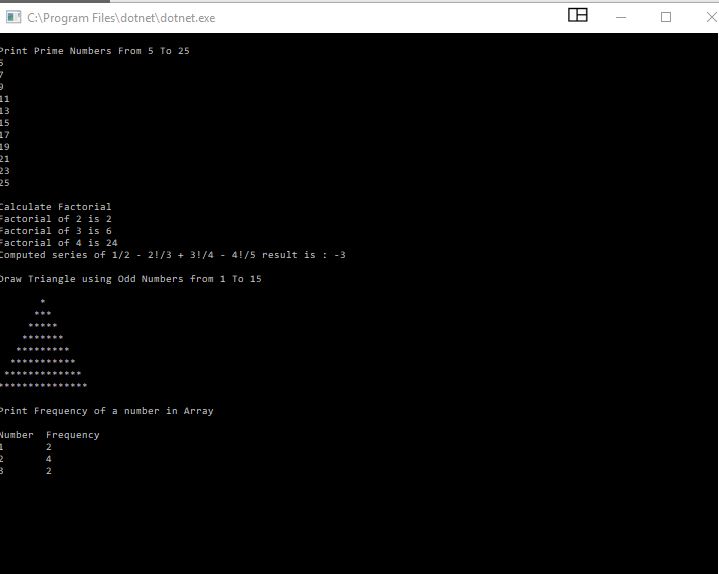 C:\Program Files\dotnet\dotnet.exe
Print Prime Numbers From 5 To 25
5
7
9
11
13
15
17
19
21
23
25
Calculate Factorial
Factorial of 2 is 2
Factorial of 3 is 6
Factorial of 4 is 24
Computed series of 1/2 - 2!/3 + 3!/4 - 4!/5 result is : -3
Draw Triangle using Odd Numbers from 1 To 15
*
***
*****
*******
*********
***********
*************
***************
Print Frequency of a number in Array
Number  Frequency
1       2
2       4
3       2